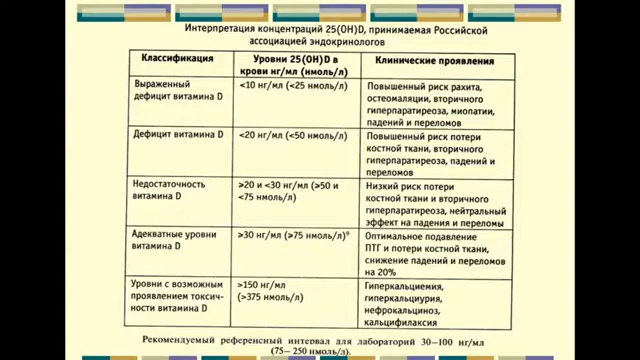 Интерпретация концентраций 25(OH)D, принимаемая Российской
ассоциацией эндокринологов
Классификация
Уровни 25(OH)D в
крови нг/мл (нмоль/л)
Клинические проявления
Выраженный
дефицит витамина D
<10 нг/мл (<25 нмоль/л)
Повышенный риск рахита,
остеомаляции, вторичного
гиперпаратиреоза, миопатии,
падений и переломов
Дефицит витамина D
<20 нг/мл (<50 нмоль/л)
Повышенный риск потери
костной ткани, вторичного
гиперпаратиреоза, падений и
переломов
Недостаточность
витамина D
≥20 и <30 нг/мл (≥50 и
<75 нмоль/л)
Низкий риск потери
костной ткани и вторичного
гиперпаратиреоза, нейтральный
эффект на падения и переломы
Адекватные уровни
витамина D
≥30 нг/мл (≥75 нмоль/л)
Оптимальное подавление
ПТГ и потери костной ткани,
снижение падений и переломов
на 20%
Уровни с возможным
проявлением токсич-
ности витамина D
>150 нг/мл
(>375 нмоль/л)
Гиперкальциемия,
гиперкальциурия,
нефрокальциноз,
кальцифилаксия
Рекомендуемый референсный интервал для лабораторий 30–100 нг/мл
(75–250 нмоль/л).